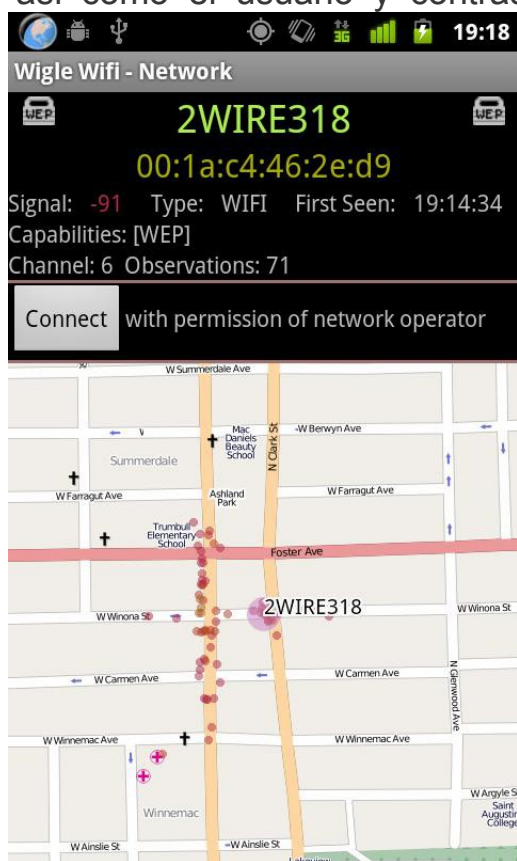 así como el usuario y contra
3G 19:18
Wigle Wifi - Network
WEP 2WIRE318 WEP
00:1a:c4:46:2e:d9
Signal: -91 Type: WIFI First Seen: 19:14:34
Capabilities: [WEP]
Channel: 6 Observations: 71
Connect with permission of network operator
W Summerdale Ave
Mac Daniels Beauty School
N Clark St
W Berwyn Ave
Summerdale
W Farragut Ave
Ashland Park
W Farragut Ave
Trumbull Elementary School
Foster Ave
2WIRE318
W Winona St
W Winona St
W Carmen Ave
W Carmen Ave
N Glenwood Ave
W Winnemac Ave
W Winnemac Ave
Winnemac
W Argyle S
Saint Augustin College
W Ainslie St
W Ainslie St